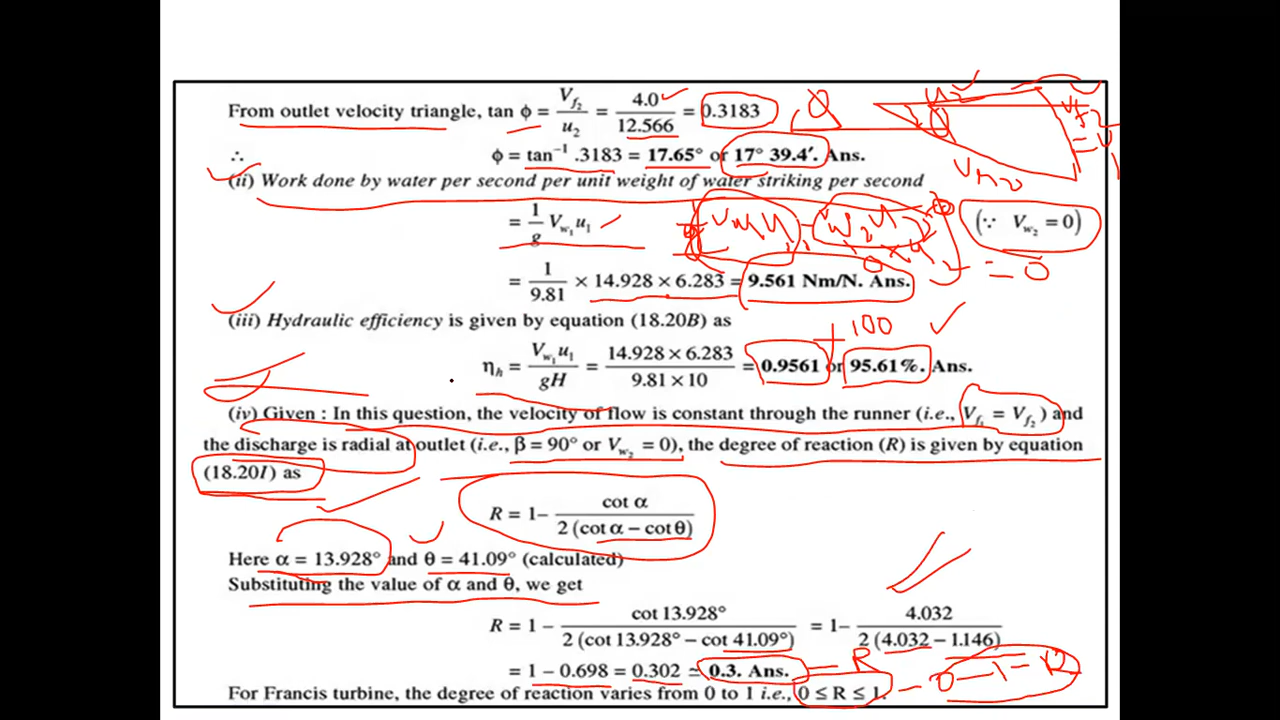 From outlet velocity triangle, tan ϕ = V_f₂ / u₂ = 4.0 / 12.566 = 0.3183
∴ ϕ = tan⁻¹ .3183 = 17.65° or 17° 39.4′. Ans.
(ii) Work done by water per second per unit weight of water striking per second
= 1/g V_w₁ u₁ (∵ V_w₂ = 0)
= 0
= 1/9.81 × 14.928 × 6.283 = 9.561 Nm/N. Ans.
(iii) Hydraulic efficiency is given by equation (18.20B) as
100
η_h = V_w₁ u₁ / gH = 14.928 × 6.283 / 9.81 × 10 = 0.9561 or 95.61%. Ans.
(iv) Given : In this question, the velocity of flow is constant through the runner (i.e., V_f₁ = V_f₂ ) and
the discharge is radial at outlet (i.e., β = 90° or V_w₂ = 0), the degree of reaction (R) is given by equation
(18.20I) as
R = 1– cot α / 2 (cot α – cot θ)
Here α = 13.928° and θ = 41.09° (calculated)
Substituting the value of α and θ, we get
R = 1 – cot 13.928° / 2 (cot 13.928° – cot 41.09°) = 1– 4.032 / 2 (4.032 – 1.146)
= 1 – 0.698 = 0.302 ≃ 0.3. Ans. — R
For Francis turbine, the degree of reaction varies from 0 to 1 i.e., 0 ≤ R ≤ 1. – 0 – 1 = R